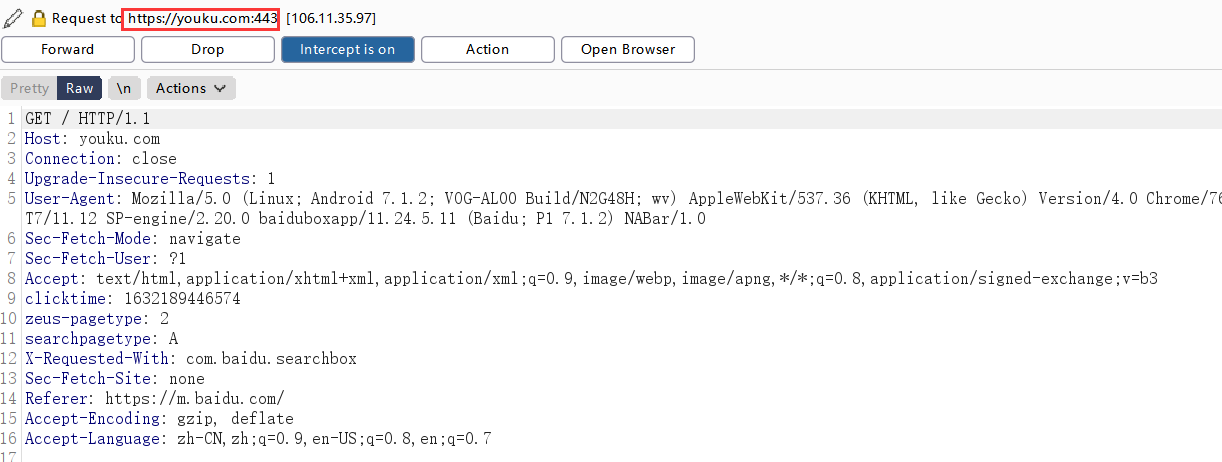 Request to https://youku.com:443 [106.11.35.97]
Forward Drop Intercept is on Action Open Browser
Pretty Raw \n Actions
1 GET / HTTP/1.1
2 Host: youku.com
3 Connection: close
4 Upgrade-Insecure-Requests: 1
5 User-Agent: Mozilla/5.0 (Linux; Android 7.1.2; VOG-AL00 Build/N2G48H; wv) AppleWebKit/537.36 (KHTML, like Gecko) Version/4.0 Chrome/76
T7/11.12 SP-engine/2.20.0 baiduboxapp/11.24.5.11 (Baidu; P1 7.1.2) NABar/1.0
6 Sec-Fetch-Mode: navigate
7 Sec-Fetch-User: ?1
8 Accept: text/html,application/xhtml+xml,application/xml;q=0.9,image/webp,image/apng,*/*;q=0.8,application/signed-exchange;v=b3
9 clicktime: 1632189446574
10 zeus-pagetype: 2
11 searchpagetype: A
12 X-Requested-With: com.baidu.searchbox
13 Sec-Fetch-Site: none
14 Referer: https://m.baidu.com/
15 Accept-Encoding: gzip, deflate
16 Accept-Language: zh-CN,zh;q=0.9,en-US;q=0.8,en;q=0.7
17